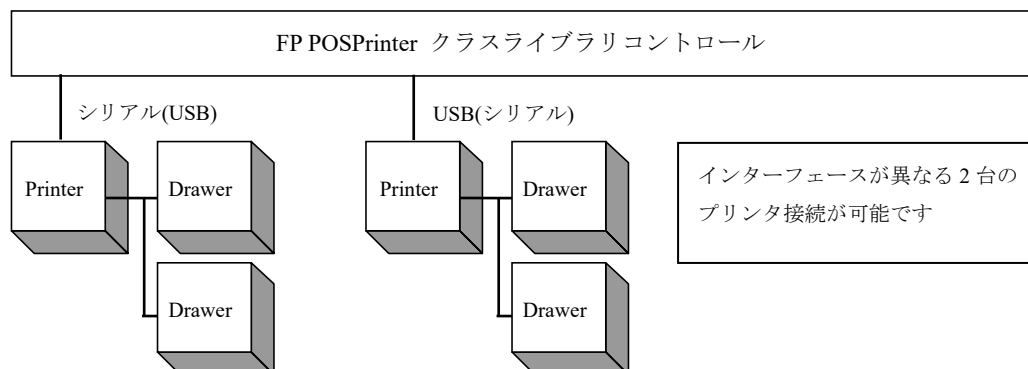 FP POSPrinter クラスライブラリコントロール
シリアル(USB)
USB(シリアル)
Printer
Drawer
Printer
Drawer
インターフェースが異なる 2 台の
プリンタ接続が可能です
Drawer
Drawer